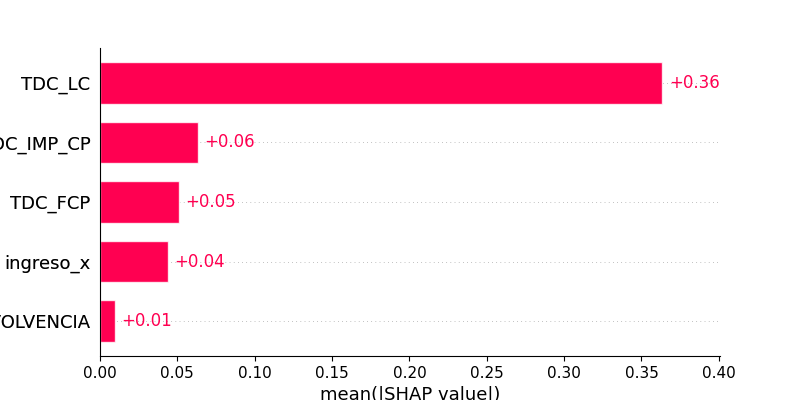 TDC_LC +0.36
DC_IMP_CP +0.06
TDC_FCP +0.05
ingreso_x +0.04
OLVENCIA +0.01
0.00 0.05 0.10 0.15 0.20 0.25 0.30 0.35 0.40
mean(|SHAP value|)